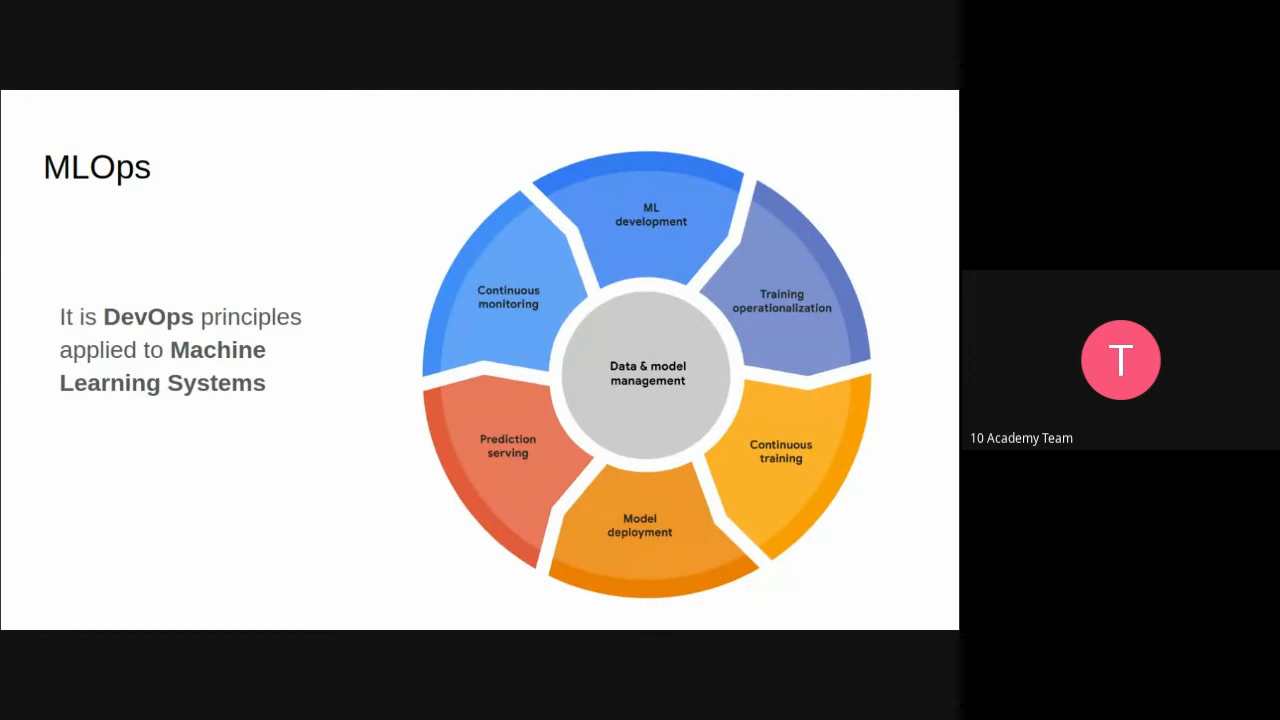 MLOps
It is DevOps principles
applied to Machine
Learning Systems
ML
development
Training
operationalization
Continuous
training
Model
deployment
Prediction
serving
Continuous
monitoring
Data & model
management
T
10 Academy Team